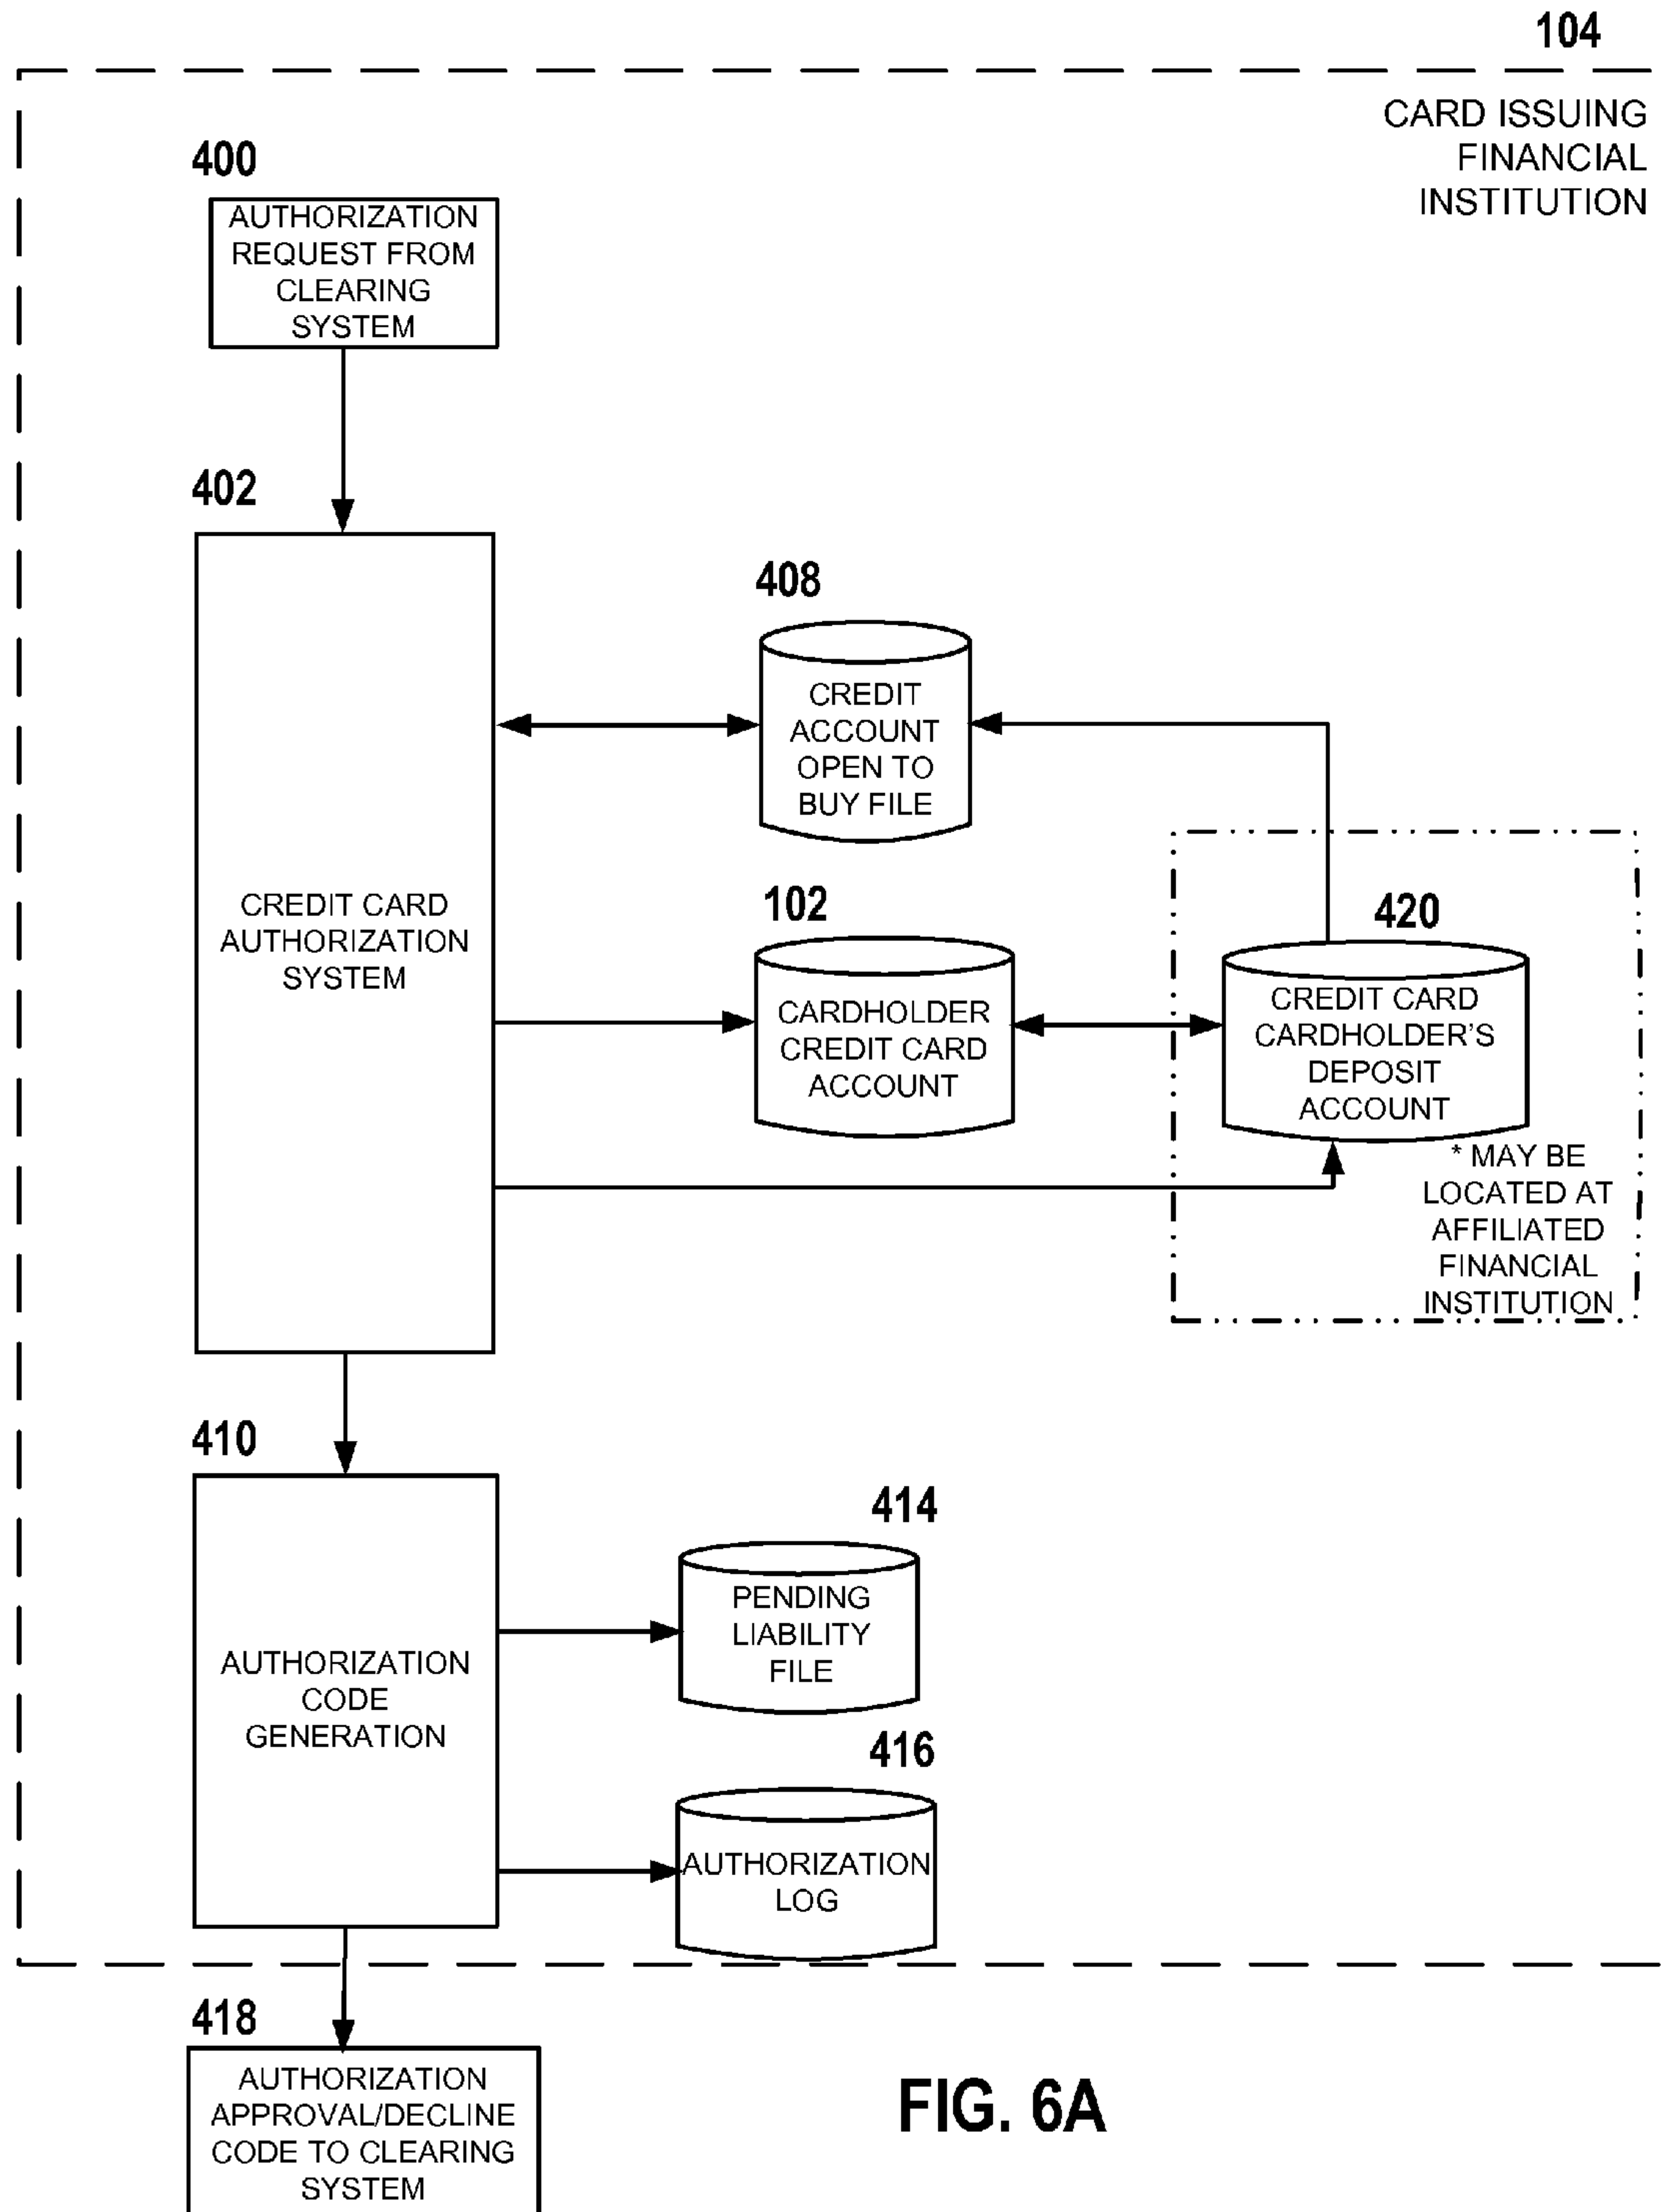 104
CARD ISSUING
FINANCIAL
INSTITUTION
400
AUTHORIZATION
REQUEST FROM
CLEARING
SYSTEM
402
CREDIT CARD
AUTHORIZATION
SYSTEM
408
CREDIT
ACCOUNT
OPEN TO
BUY FILE
102
CARDHOLDER
CREDIT CARD
ACCOUNT
420
CREDIT CARD
CARDHOLDER'S
DEPOSIT
ACCOUNT
* MAY BE
LOCATED AT
AFFILIATED
FINANCIAL
INSTITUTION
410
AUTHORIZATION
CODE
GENERATION
414
PENDING
LIABILITY
FILE
416
AUTHORIZATION
LOG
418
AUTHORIZATION
APPROVAL/DECLINE
CODE TO CLEARING
SYSTEM
FIG. 6A